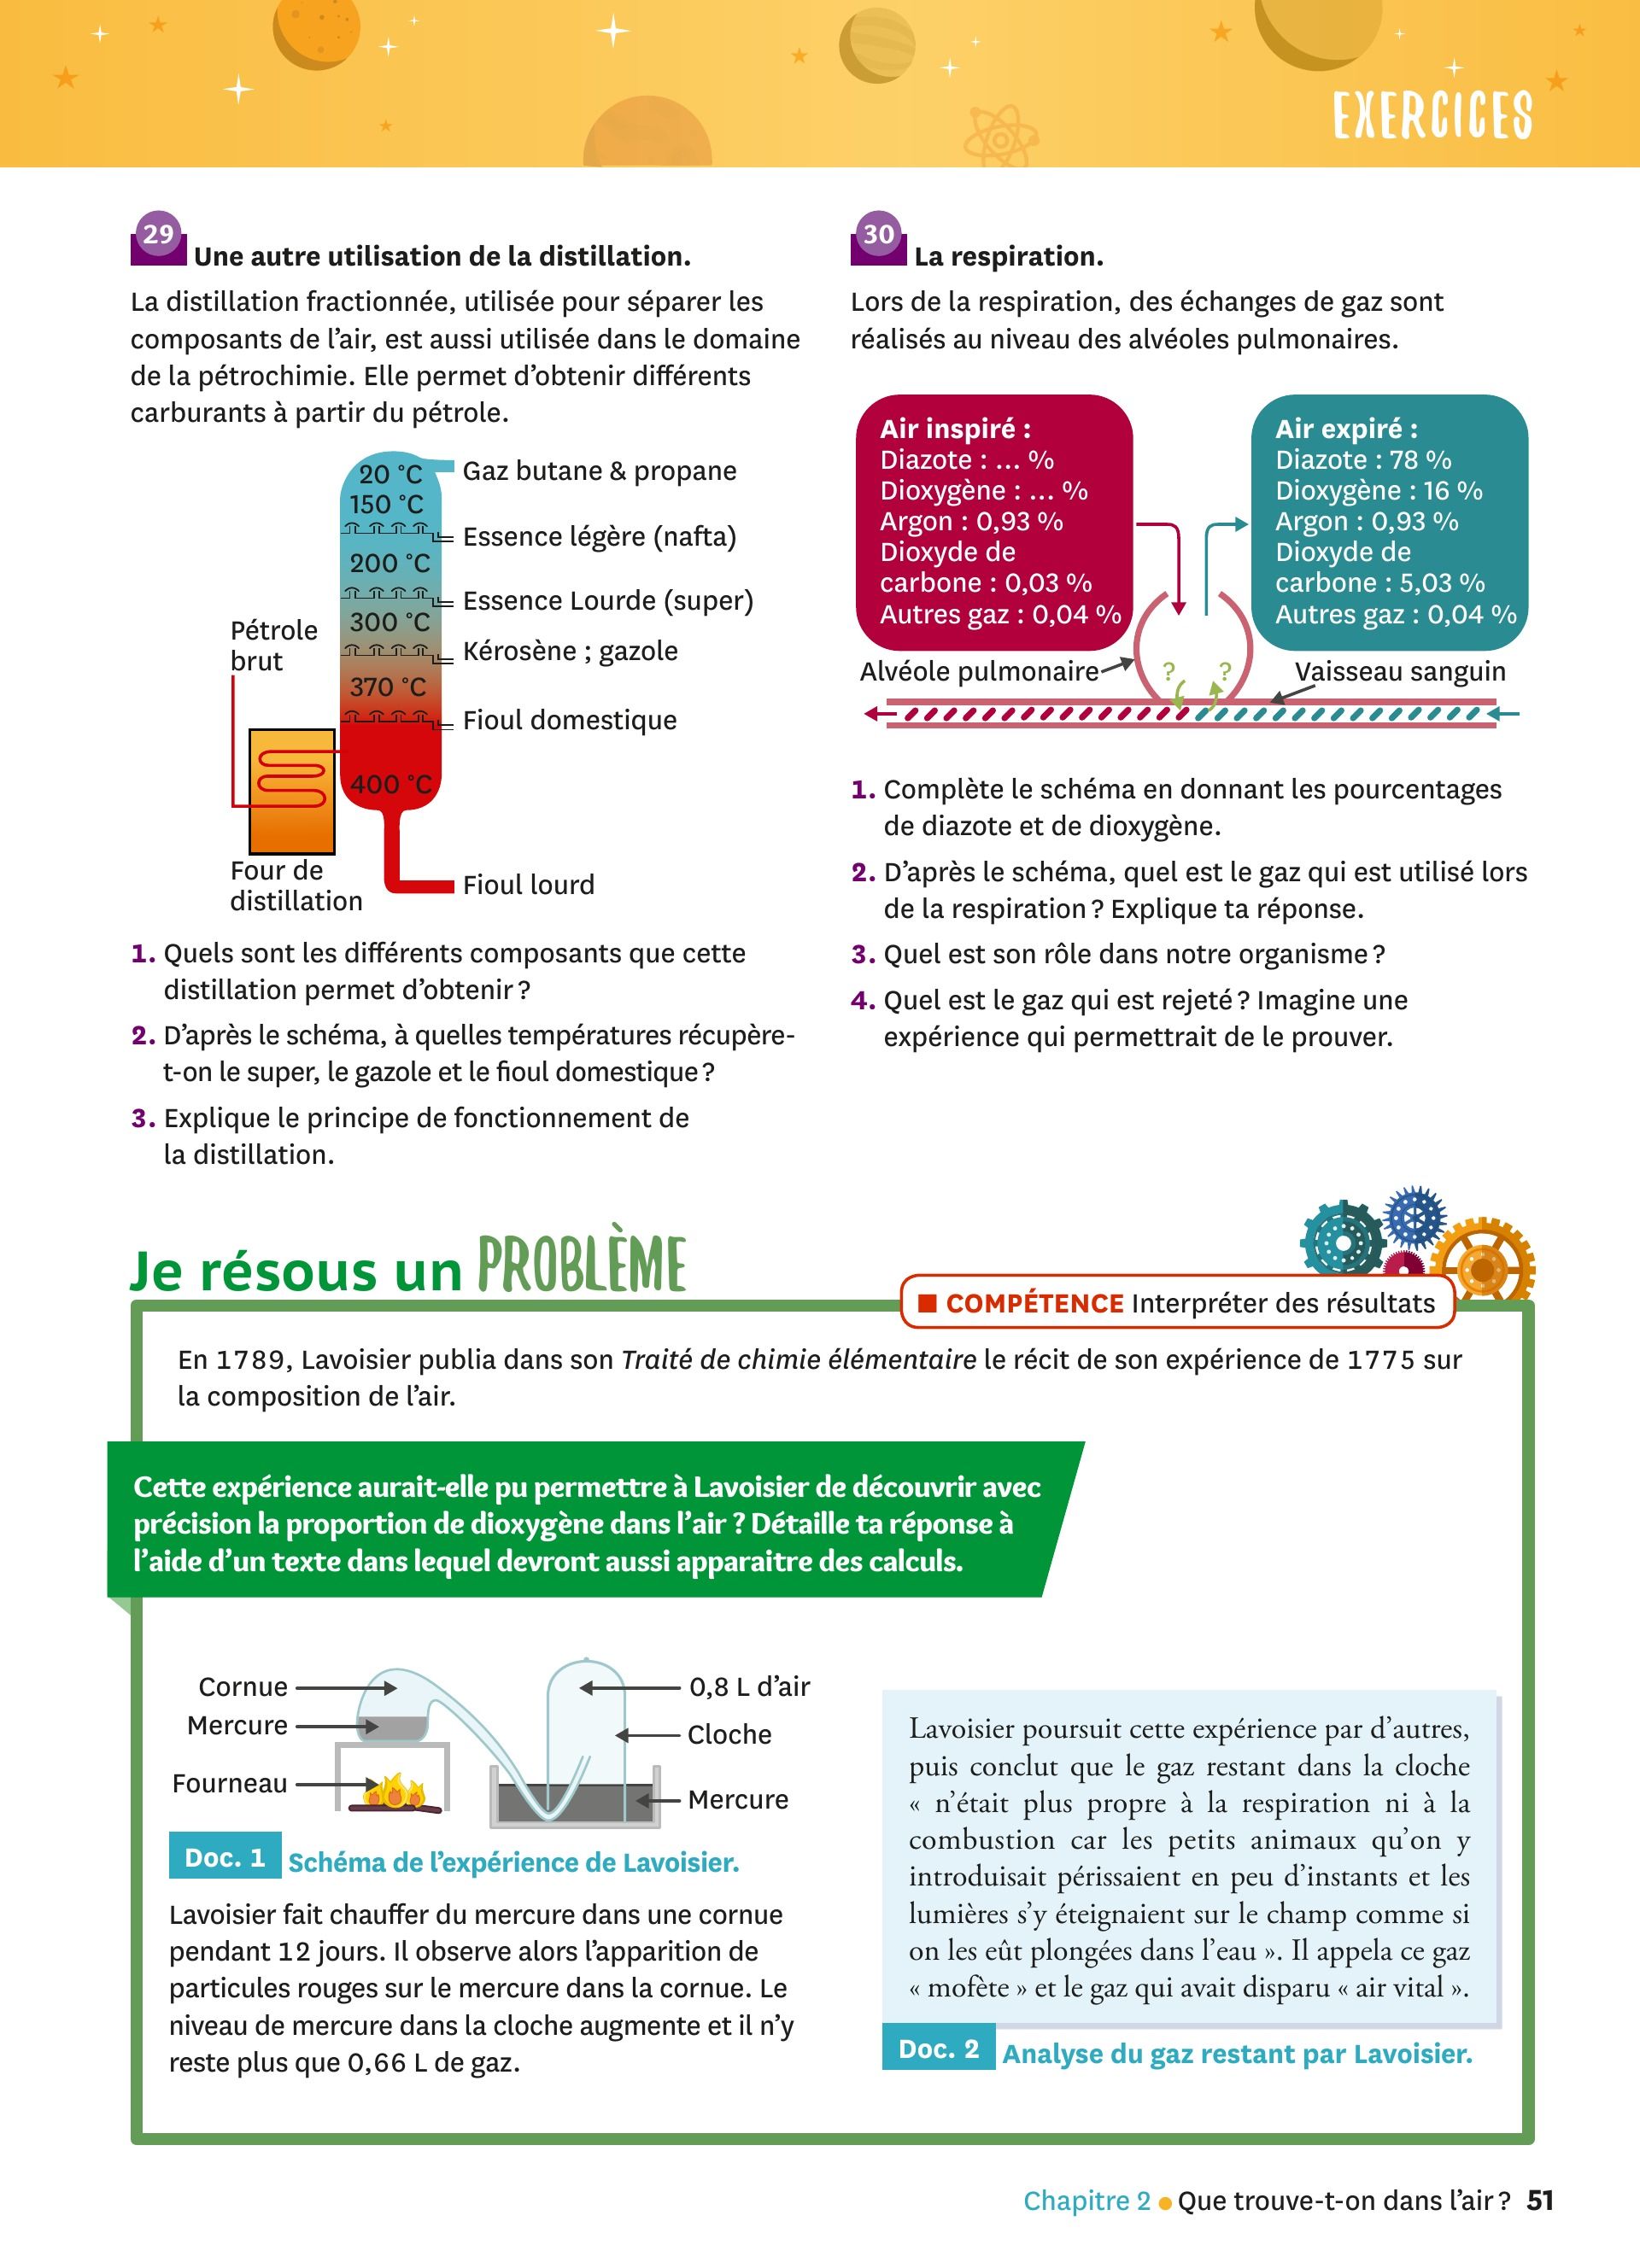 EXERCICES
29
Une autre utilisation de la distillation.
La distillation fractionnée, utilisée pour séparer les
composants de l'air, est aussi utilisée dans le domaine
de la pétrochimie. Elle permet d'obtenir différents
carburants à partir du pétrole.
20 °C
Gaz butane & propane
150 °C
Essence légère (nafta)
200 °C
Essence Lourde (super)
300 °C
Pétrole
brut
Kérosène ; gazole
370 °C
Fioul domestique
400 °C
Four de
distillation
Fioul lourd
1. Quels sont les différents composants que cette
distillation permet d'obtenir ?
2. D'après le schéma, à quelles températures récupère-
t-on le super, le gazole et le fioul domestique ?
3. Explique le principe de fonctionnement de
la distillation.
30
La respiration.
Lors de la respiration, des échanges de gaz sont
réalisés au niveau des alvéoles pulmonaires.
Air inspiré :
Diazote : ... %
Dioxygène : ... %
Argon : 0,93 %
Dioxyde de
carbone : 0,03 %
Autres gaz : 0,04 %
Air expiré :
Diazote : 78 %
Dioxygène : 16 %
Argon : 0,93 %
Dioxyde de
carbone : 5,03 %
Autres gaz : 0,04 %
Alvéole pulmonaire
? ?
Vaisseau sanguin
1. Complète le schéma en donnant les pourcentages
de diazote et de dioxygène.
2. D'après le schéma, quel est le gaz qui est utilisé lors
de la respiration ? Explique ta réponse.
3. Quel est son rôle dans notre organisme ?
4. Quel est le gaz qui est rejeté ? Imagine une
expérience qui permettrait de le prouver.
Je résous un PROBLÈME
COMPÉTENCE Interpréter des résultats
En 1789, Lavoisier publia dans son Traité de chimie élémentaire le récit de son expérience de 1775 sur
la composition de l'air.
Cette expérience aurait-elle pu permettre à Lavoisier de découvrir avec
précision la proportion de dioxygène dans l'air ? Détaille ta réponse à
l'aide d'un texte dans lequel devront aussi apparaitre des calculs.
Cornue
Mercure
Fourneau
0,8 L d'air
Cloche
Mercure
Doc. 1 Schéma de l'expérience de Lavoisier.
Lavoisier fait chauffer du mercure dans une cornue
pendant 12 jours. Il observe alors l'apparition de
particules rouges sur le mercure dans la cornue. Le
niveau de mercure dans la cloche augmente et il n'y
reste plus que 0,66 L de gaz.
Lavoisier poursuit cette expérience par d'autres,
puis conclut que le gaz restant dans la cloche
« n'était plus propre à la respiration ni à la
combustion car les petits animaux qu'on y
introduisait périssaient en peu d'instants et les
lumières s'y éteignaient sur le champ comme si
on les eût plongées dans l'eau ». Il appela ce gaz
« mofète » et le gaz qui avait disparu « air vital ».
Doc. 2 Analyse du gaz restant par Lavoisier.
Chapitre 2 • Que trouve-t-on dans l'air ? 51